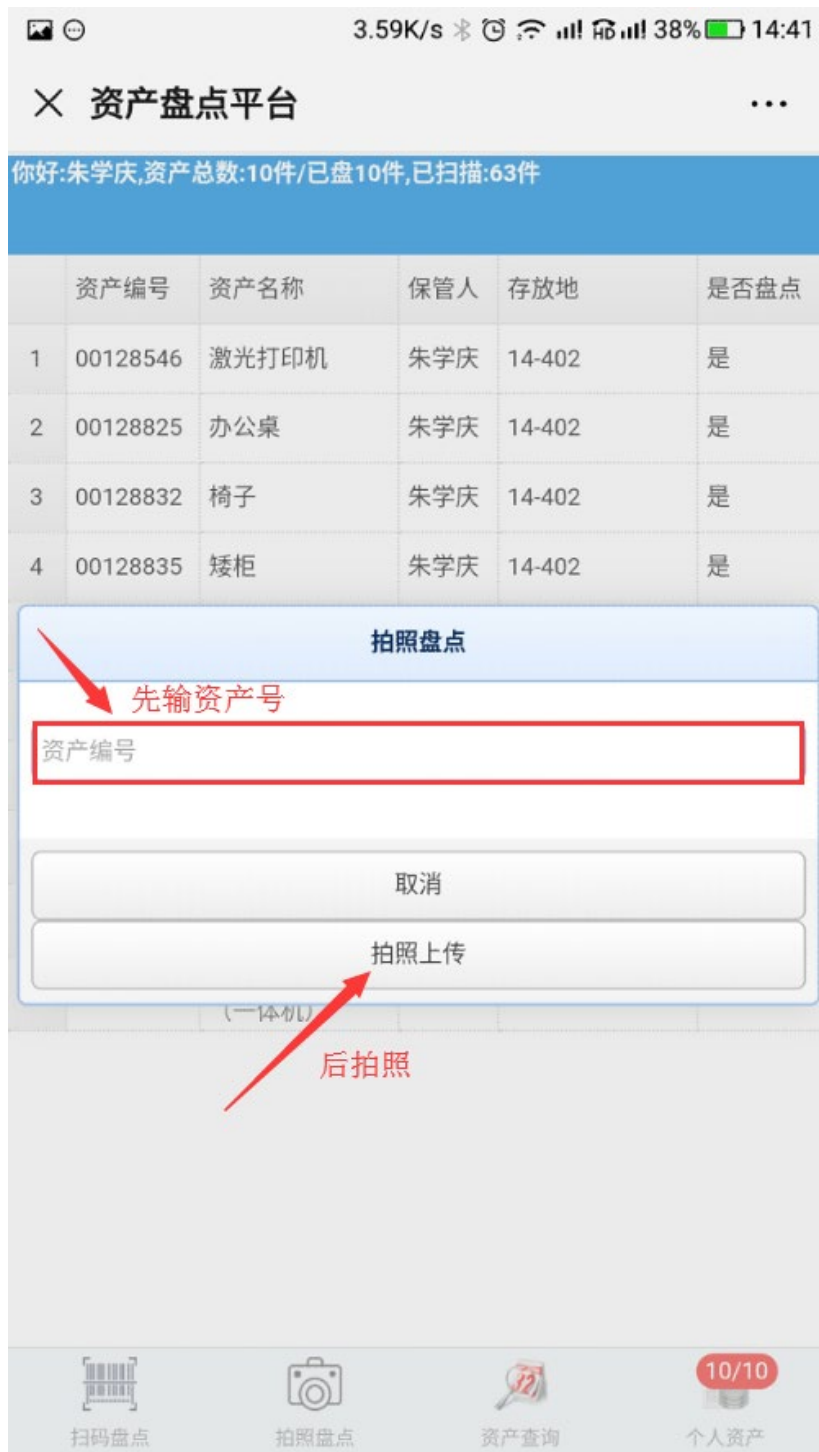 3.59K/s HD 38% 14:41
资产盘点平台
你好:朱学庆,资产总数:10件/已盘10件,已扫描:63件
资产编号 资产名称 保管人 存放地 是否盘点
1 00128546 激光打印机 朱学庆 14-402 是
2 00128825 办公桌 朱学庆 14-402 是
3 00128832 椅子 朱学庆 14-402 是
4 00128835 矮柜 朱学庆 14-402 是
拍照盘点
先输资产号
资产编号
取消
拍照上传
(一体机)
后拍照
32
10/10
扫码盘点 拍照盘点 资产查询 个人资产